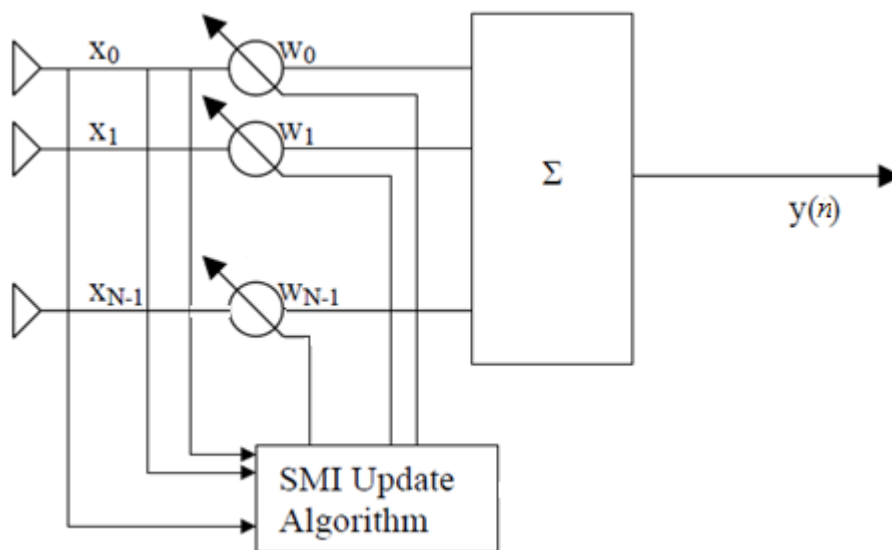 x0 w0
x1 w1
Σ
y(n)
xN-1 wN-1
SMI Update
Algorithm